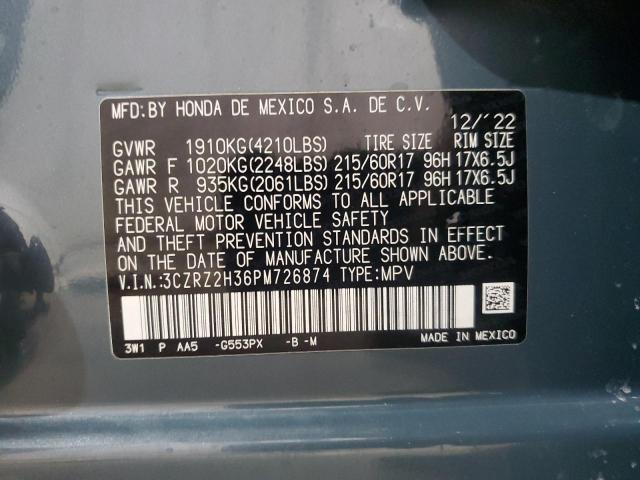 MFD:BY HONDA DE MEXICO S.A. DE C.V.
12/´22
GVWR 1910KG(4210LBS) TIRE SIZE RIM SIZE
GAWR F 1020KG(2248LBS) 215/60R17 96H 17X6.5J
GAWR R 935KG(2061LBS) 215/60R17 96H 17X6.5J
THIS VEHICLE CONFORMS TO ALL APPLICABLE
FEDERAL MOTOR VEHICLE SAFETY
AND THEFT PREVENTION STANDARDS IN EFFECT
ON THE DATE OF MANUFACTURE SHOWN ABOVE.
V.I.N.:3CZRZ2H36PM726874 TYPE:MPV
3W1 P AA5 -G553PX -B -M MADE IN MEXICO